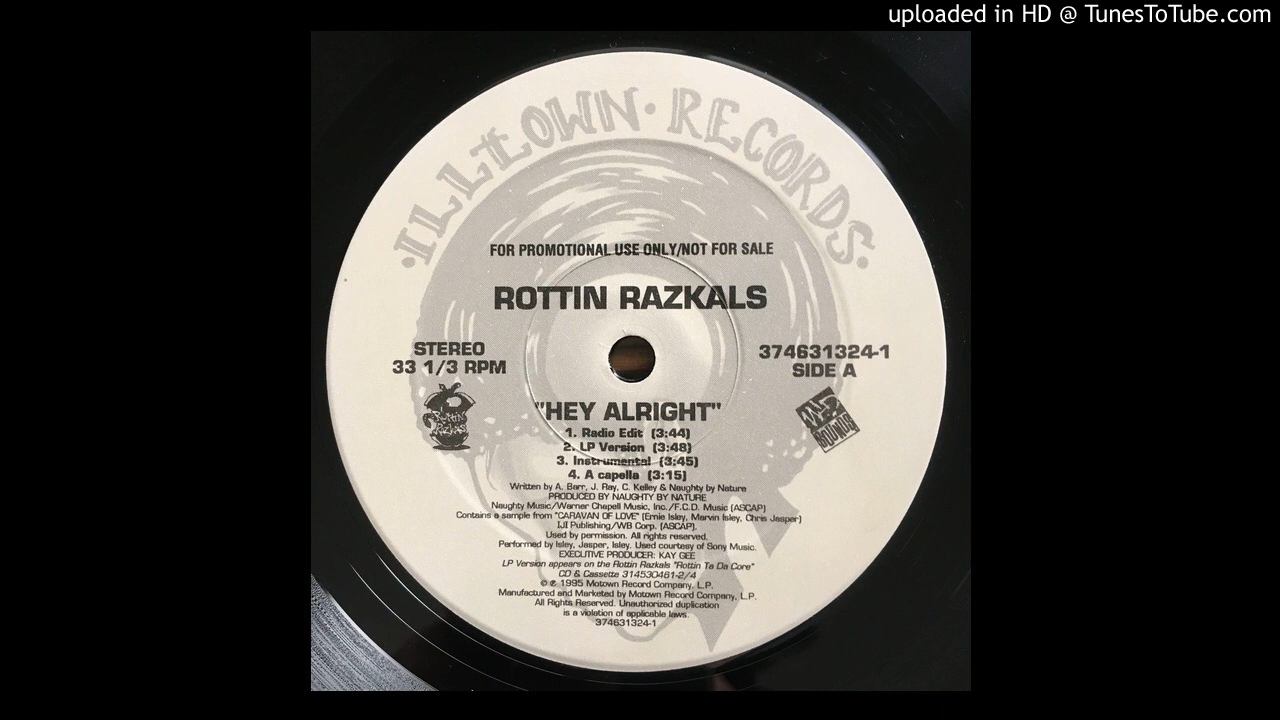 uploaded in HD @ TunesToTube.com
·ILLTOWN·RECORDS·
FOR PROMOTIONAL USE ONLY/NOT FOR SALE
ROTTIN RAZKALS
STEREO
33 1/3 RPM
374631324-1
SIDE A
ROTTIN
RAZKALS
SOUNDS
"HEY ALRIGHT"
1. Radio Edit (3:44)
2. LP Version (3:48)
3. Instrumental (3:45)
4. A capella (3:15)
Written by A. Barr, J. Ray, C. Kelley & Naughty by Nature
PRODUCED BY NAUGHTY BY NATURE
Naughty Music/Warner Chapell Music, Inc./F.C.D. Music (ASCAP)
Contains a sample from "CARAVAN OF LOVE" (Ernie Isley, Marvin Isley, Chris Jasper)
IJI Publishing/WB Corp. (ASCAP).
Used by permission. All rights reserved.
Performed by Isley, Jasper, Isley. Used courtesy of Sony Music.
EXECUTIVE PRODUCER: KAY GEE
LP Version appears on the Rottin Razkals "Rottin Ta Da Core"
CD & Cassette 314530481-2/4
© ℗ 1995 Motown Record Company, L.P.
Manufactured and Marketed by Motown Record Company, L.P.
All Rights Reserved. Unauthorized duplication
is a violation of applicable laws.
374631324-1